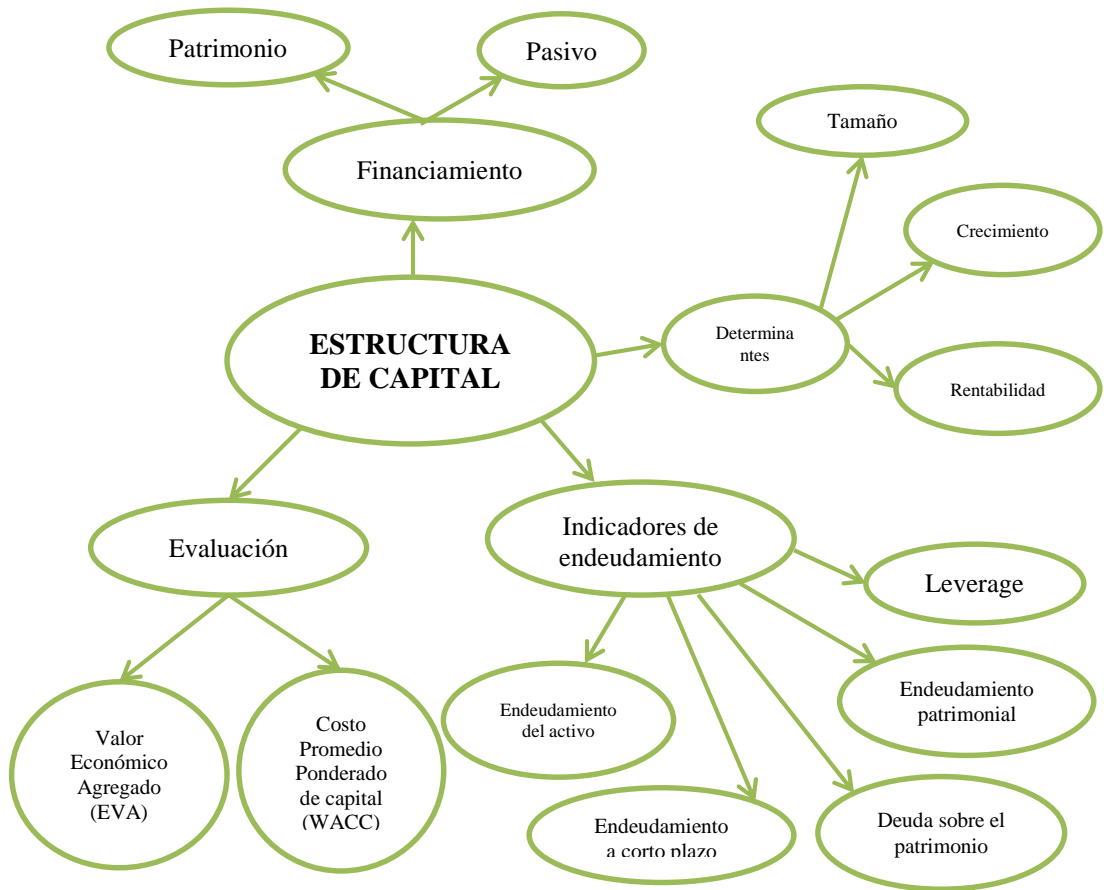 Patrimonio
Pasivo
Tamaño
Financiamiento
Crecimiento
ESTRUCTURA
DE CAPITAL
Determina
ntes
Rentabilidad
Evaluación
Indicadores de
endeudamiento
Leverage
Endeudamiento
del activo
Endeudamiento
patrimonial
Valor
Económico
Agregado
(EVA)
Costo
Promedio
Ponderado
de capital
(WACC)
Endeudamiento
a corto plazo
Deuda sobre el
patrimonio